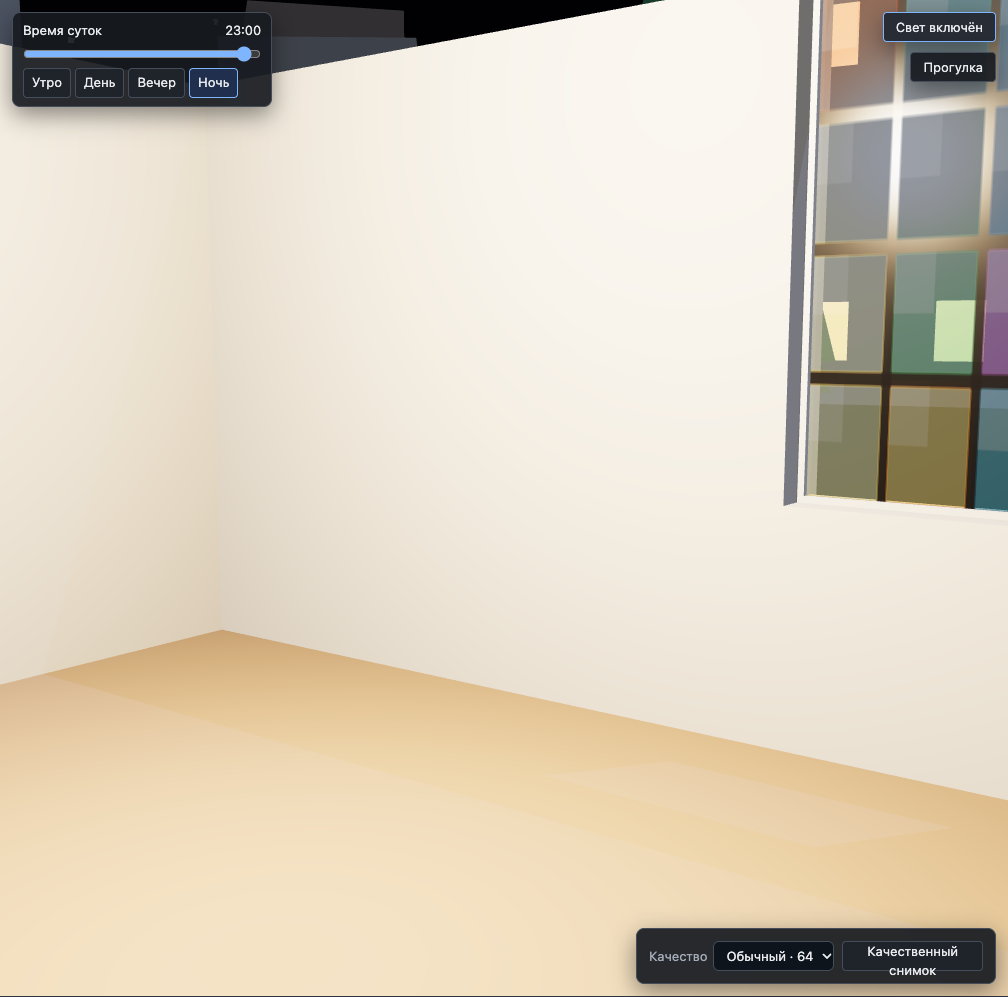 Время суток 23:00
Утро День Вечер Ночь
Свет включён
Прогулка
Качество Обычный · 64 Качественный
снимок